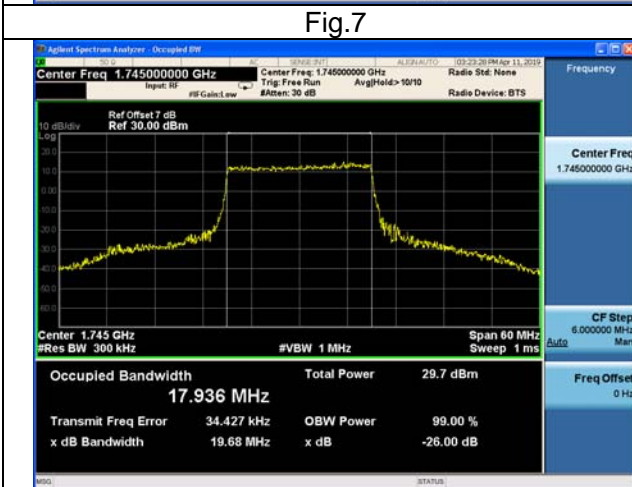 Fig.7
Agilent Spectrum Analyzer - Occupied BW
50 Ω AC SENSE:INT ALIGNAUTO 03:23:28 PM Apr 11, 2019
Center Freq 1.745000000 GHz
Center Freq: 1.745000000 GHz
Radio Std: None
Input: RF
Trig: Free Run Avg|Hold:>10/10
#IFGain:Low
#Atten: 30 dB
Radio Device: BTS
Frequency
Ref Offset 7 dB
10 dB/div Ref 30.00 dBm
Log
20.0
10.0
0.00
-10.0
-20.0
-30.0
-40.0
-50.0
-60.0
Center Freq
1.745000000 GHz
Center 1.745 GHz Span 60 MHz
#Res BW 300 kHz #VBW 1 MHz Sweep 1 ms
CF Step
6.000000 MHz
Auto Man
Occupied Bandwidth Total Power 29.7 dBm
17.936 MHz
Transmit Freq Error 34.427 kHz OBW Power 99.00 %
x dB Bandwidth 19.68 MHz x dB -26.00 dB
Freq Offset
0 Hz
MSG STATUS